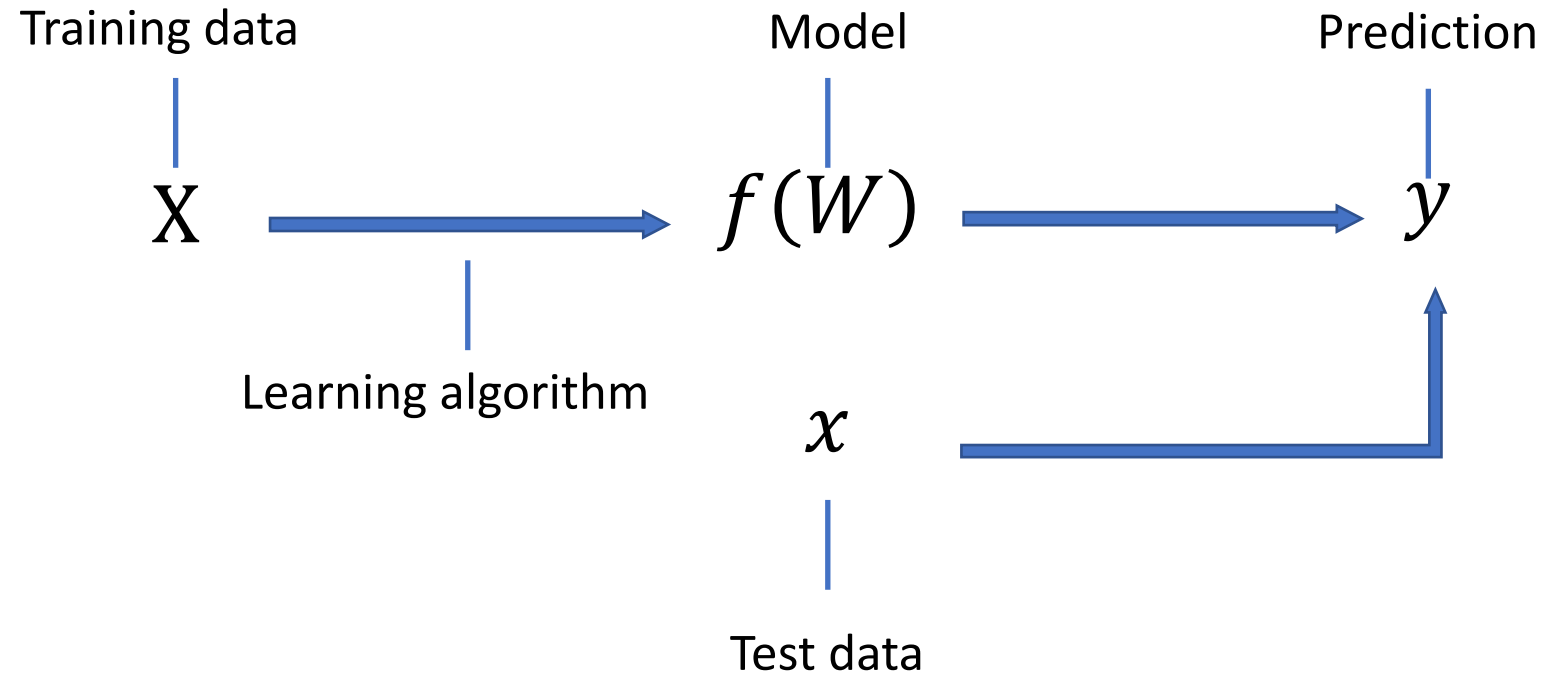 Training data
Model
Prediction
X
f(W)
y
Learning algorithm
x
Test data